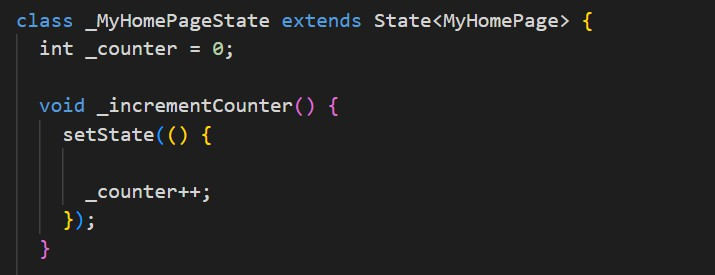 class _MyHomePageState extends State<MyHomePage> {
  int _counter = 0;

  void _incrementCounter() {
    setState(() {

      _counter++;
    });
  }